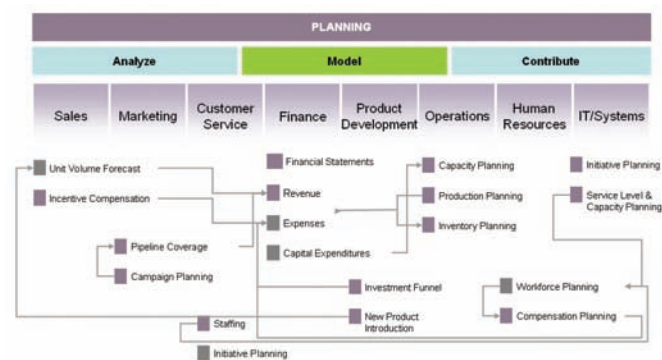 PLANNING
Analyze
Model
Contribute
Sales
Marketing
Customer
Service
Finance
Product
Development
Operations
Human
Resources
IT/Systems
Unit Volume Forecast
Incentive Compensation
Pipeline Coverage
Campaign Planning
Staffing
Initiative Planning
Financial Statements
Revenue
Expenses
Capital Expenditures
Investment Funnel
New Product
Introduction
Capacity Planning
Production Planning
Inventory Planning
Workforce Planning
Compensation Planning
Initiative Planning
Service Level &
Capacity Planning